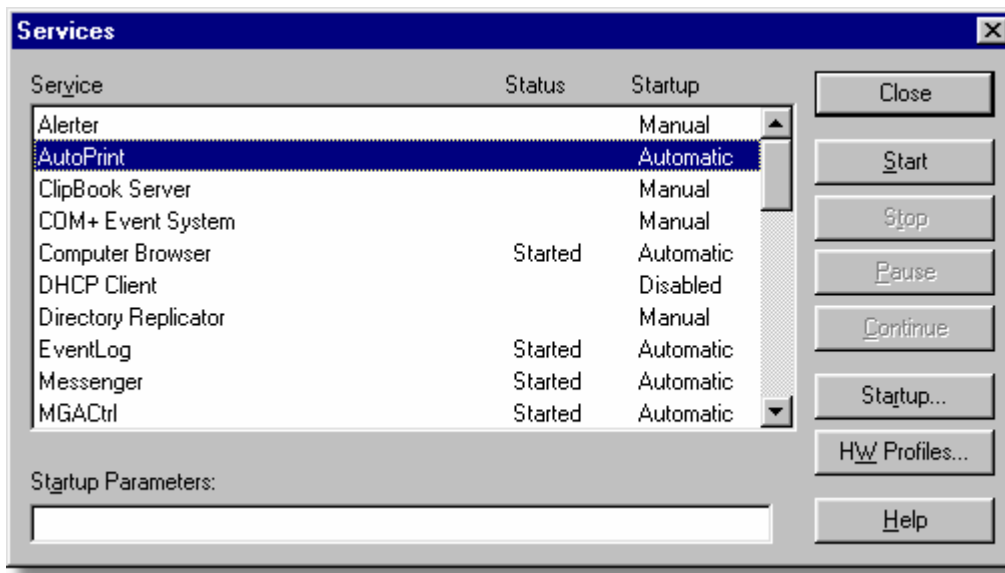 Services
Service Status Startup
Alerter Manual
AutoPrint Automatic
ClipBook Server Manual
COM+ Event System Manual
Computer Browser Started Automatic
DHCP Client Disabled
Directory Replicator Manual
EventLog Started Automatic
Messenger Started Automatic
MGACtrl Started Automatic
Startup Parameters:
Close
Start
Stop
Pause
Continue
Startup...
HW Profiles...
Help